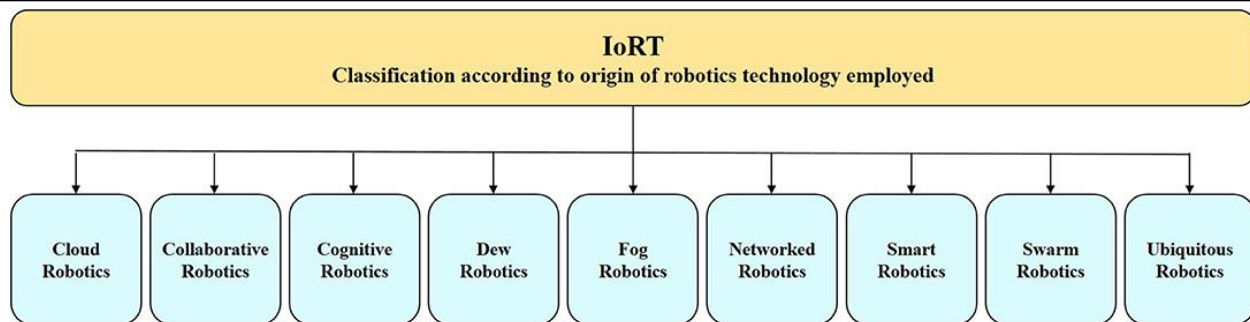 IoRT
Classification according to origin of robotics technology employed
Cloud
Robotics
Collaborative
Robotics
Cognitive
Robotics
Dew
Robotics
Fog
Robotics
Networked
Robotics
Smart
Robotics
Swarm
Robotics
Ubiquitous
Robotics